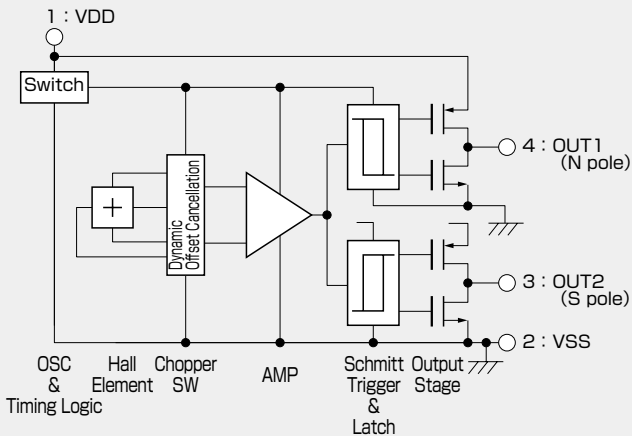 1 : VDD
Switch
Dynamic
Offset Cancellation
4 : OUT1
(N pole)
3 : OUT2
(S pole)
2 : VSS
OSC
&
Timing Logic
Hall
Element
Chopper
SW
AMP
Schmitt
Trigger
&
Latch
Output
Stage